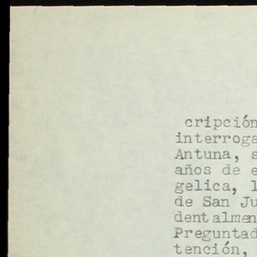 cripción
interroga
Antuna, s
años de e
gelica, l
de San Ju
dentalmen
Preguntad
tención,